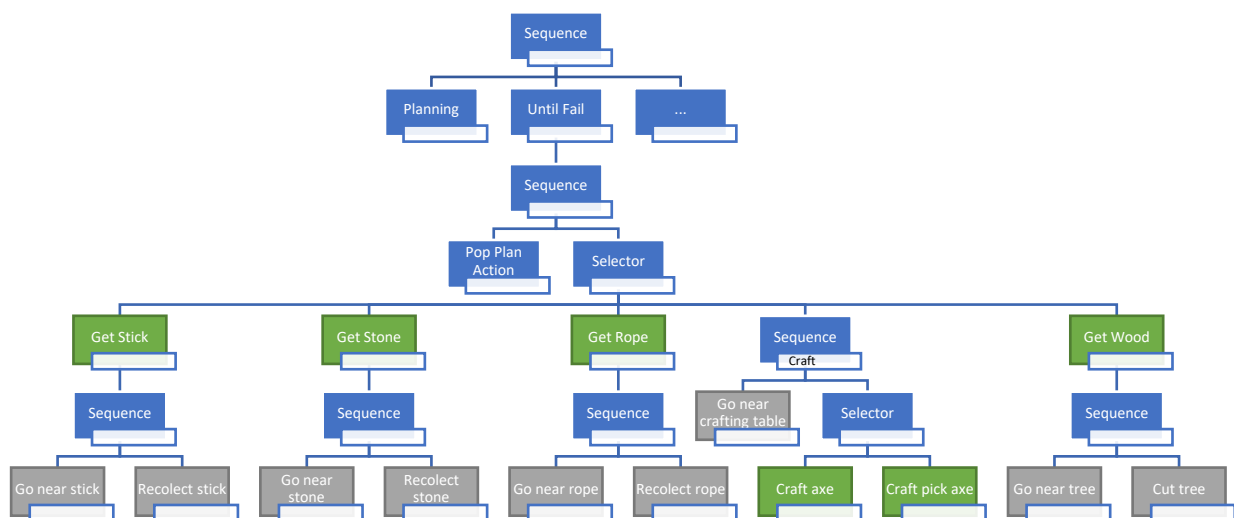 Sequence
Planning
Until Fail
...
Sequence
Pop Plan
Action
Selector
Get Stick
Get Stone
Get Rope
Sequence
Craft
Get Wood
Sequence
Sequence
Sequence
Go near
crafting table
Selector
Sequence
Go near stick
Recolect stick
Go near
stone
Recolect
stone
Go near rope
Recolect rope
Craft axe
Craft pick axe
Go near tree
Cut tree